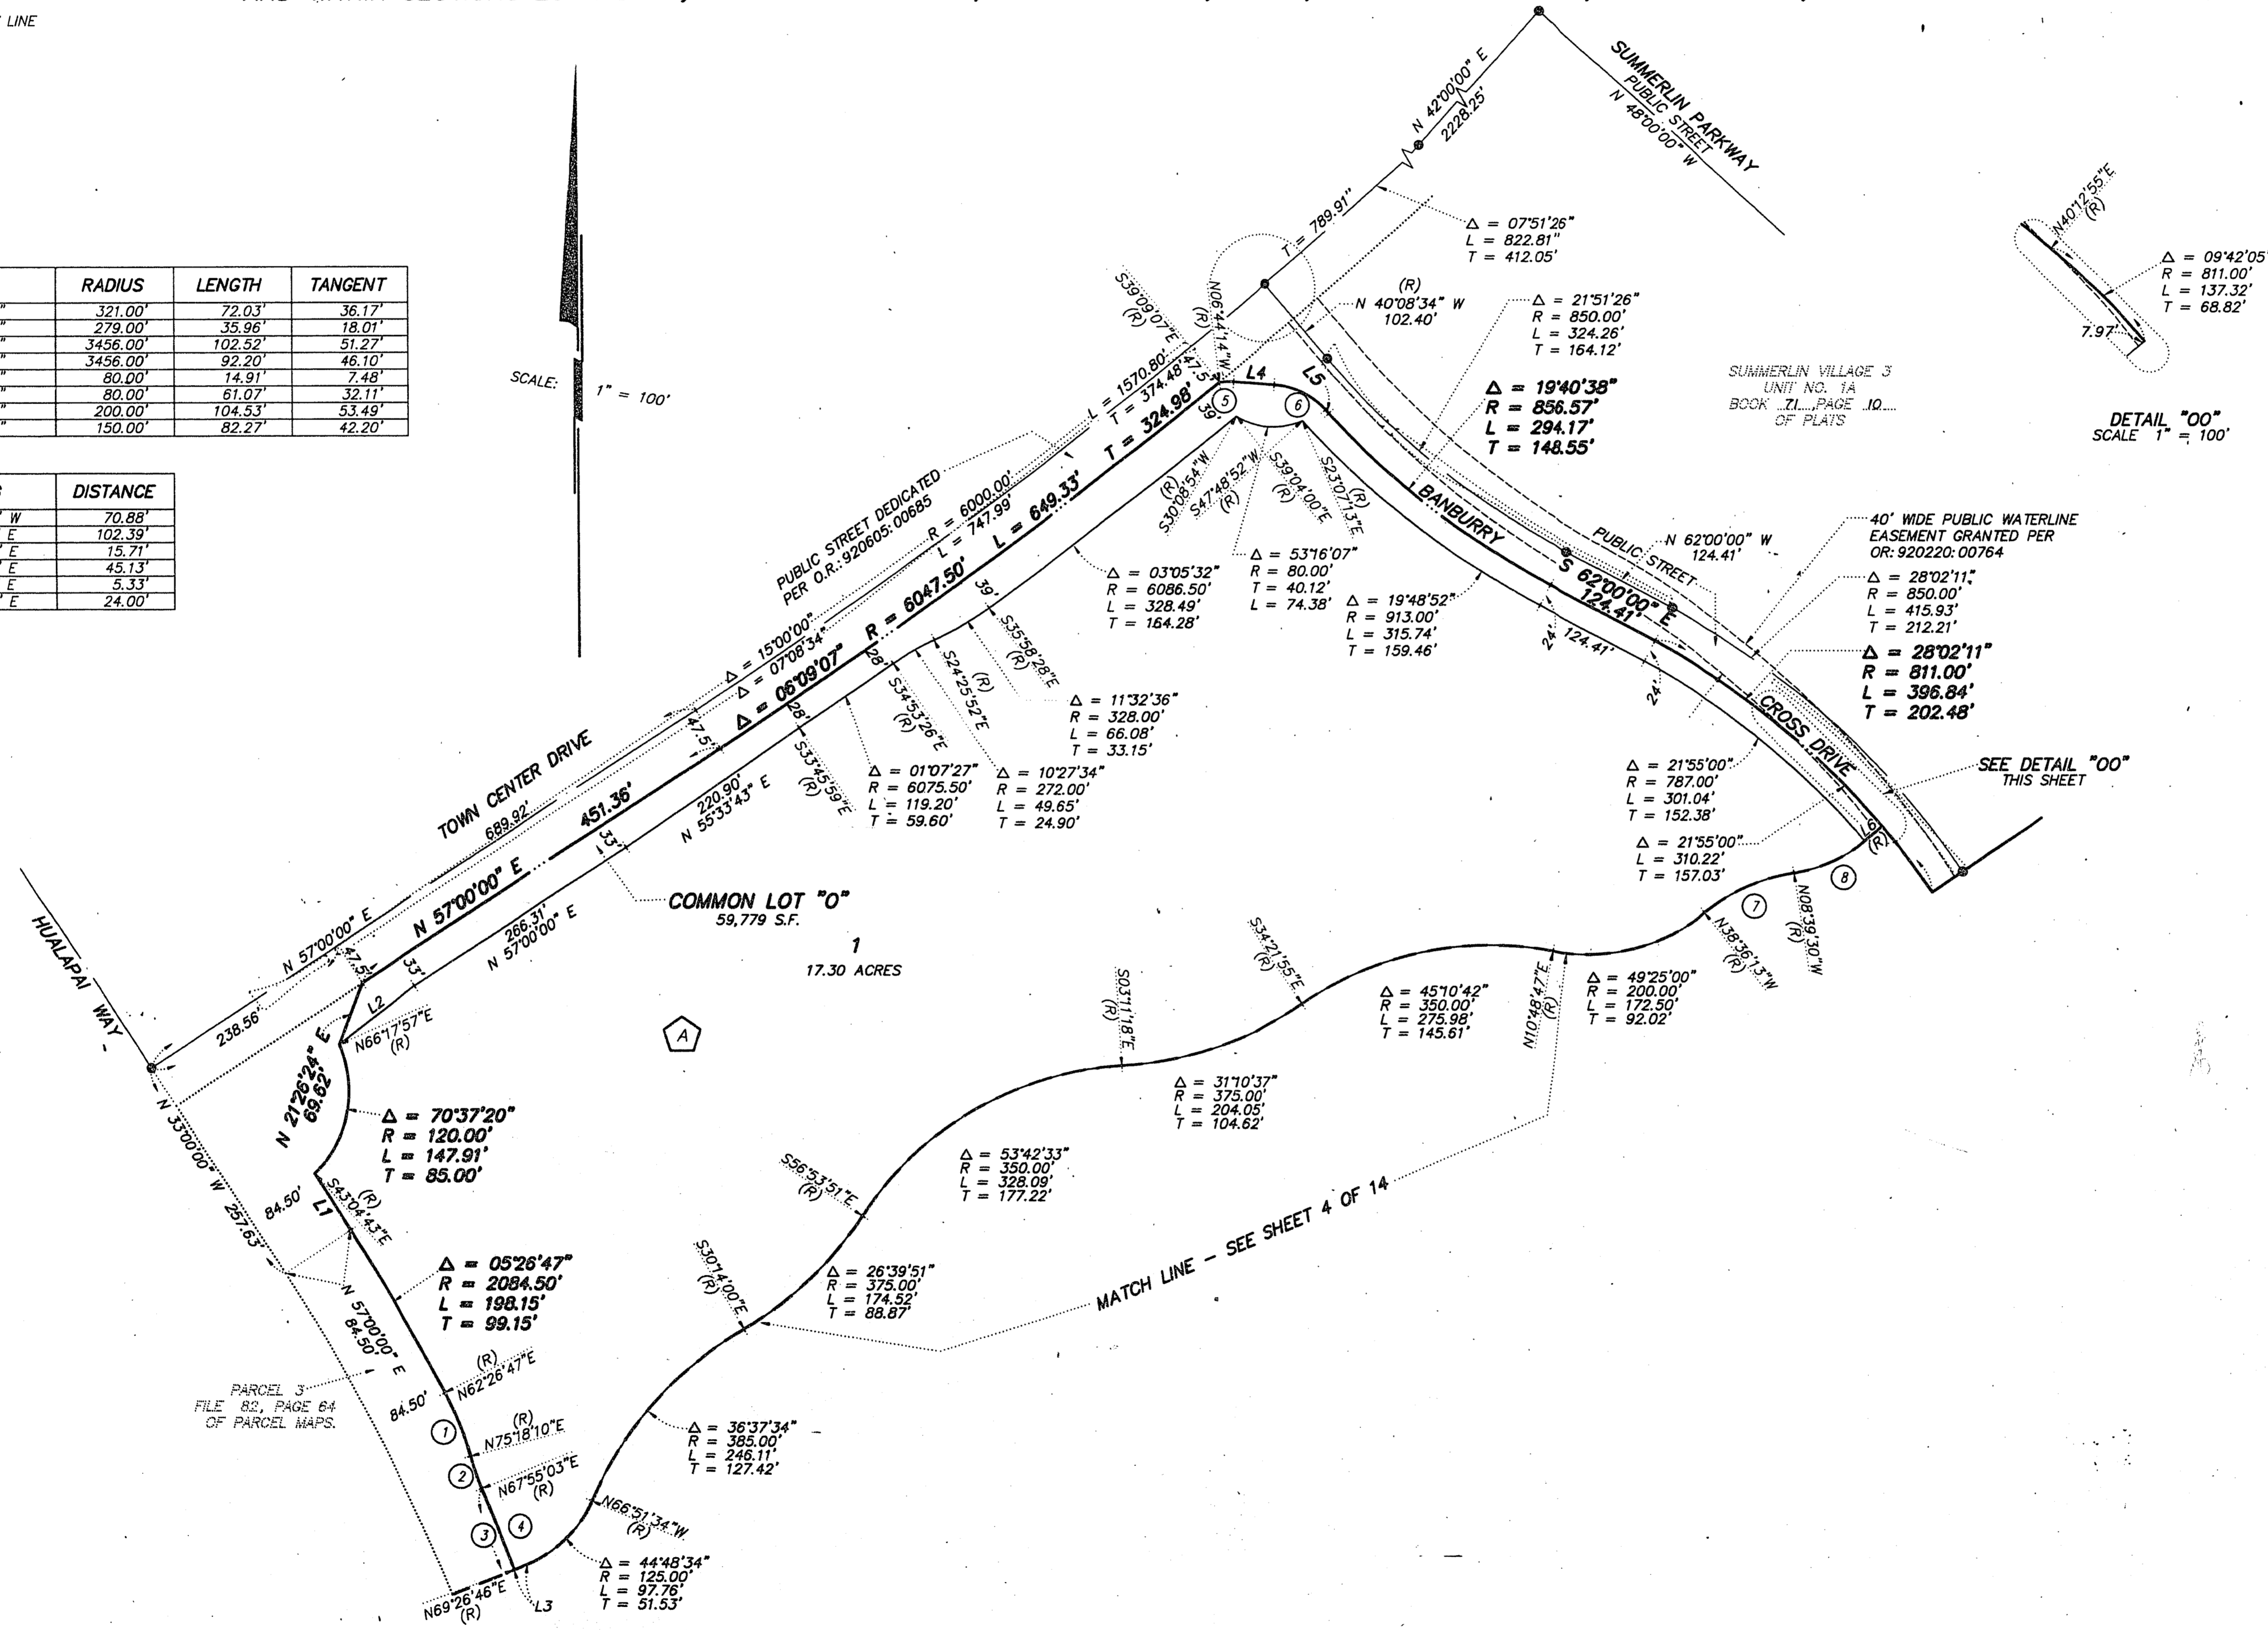 LINE
RADIUS LENGTH TANGENT
321.00' 72.03' 36.17'
279.00' 35.96' 18.01'
3456.00' 102.52' 51.27'
3456.00' 92.20' 46.10'
80.00' 14.91' 7.48'
80.00' 61.07' 32.11
200.00' 104.53' 53.49'
150.00' 82.27' 42.20'
DISTANCE
W 70.88'
E 102.39'
E 15.71'
E 45.13'
E 5.33'
E 24.00'
SCALE: 1" = 100'
SUMMERLIN PARKWAY
PUBLIC STREET
N 48°00'00" W
N 42°00'00" E
2228.25'
T = 789.91"
Δ = 07°51'26"
L = 822.81"
T = 412.05'
(R)
N 40°08'34" W
102.40'
Δ = 21°51'26"
R = 850.00'
L = 324.26'
T = 164.12'
Δ = 19°40'38"
R = 856.57'
L = 294.17'
T = 148.55'
SUMMERLIN VILLAGE 3
UNIT NO. 1A
BOOK 71, PAGE 10
OF PLATS
N40°12'55"E
(R)
Δ = 09°42'05
R = 811.00'
L = 137.32'
T = 68.82'
7.97'
DETAIL "OO"
SCALE 1" = 100'
S39°09'07"E
(R)
N06°44'14"W
(R)
47.5'
L4
L5
5
6
39'
L = 1570.80'
T = 374.48'
T = 324.98'
R = 6000.00'
L = 747.99'
L = 649.33'
PUBLIC STREET DEDICATED
PER O.R.: 920605: 00685
R = 6047.50'
Δ = 15°00'00"
Δ = 07°08'34"
Δ = 06°09'07"
S30°08'54"W
(R)
S47°48'52"W
(R)
S39°04'00"E
(R)
S23°07'13"E
(R)
Δ = 53°16'07"
R = 80.00'
T = 40.12'
L = 74.38'
Δ = 03°05'32"
R = 6086.50'
L = 328.49'
T = 164.28'
Δ = 19°48'52"
R = 913.00'
L = 315.74'
T = 159.46'
BANBURRY
PUBLIC STREET
N 62°00'00" W
124.41'
S 62°00'00" E
124.41'
124.41'
24'
24'
40' WIDE PUBLIC WATERLINE
EASEMENT GRANTED PER
OR: 920220: 00764
Δ = 28°02'11"
R = 850.00'
L = 415.93'
T = 212.21'
Δ = 28°02'11"
R = 811.00'
L = 396.84'
T = 202.48'
CROSS DRIVE
SEE DETAIL "OO"
THIS SHEET
Δ = 21°55'00"
R = 787.00'
L = 301.04'
T = 152.38'
Δ = 21°55'00"
L = 310.22'
T = 157.03'
L6
(R)
39'
S35°58'28"E
(R)
28'
S24°25'52"E
(R)
S34°53'26"E
(R)
28'
S33°45'59"E
(R)
Δ = 11°32'36"
R = 328.00'
L = 66.08'
T = 33.15'
Δ = 01°07'27"
R = 6075.50'
L = 119.20'
T = 59.60'
Δ = 10°27'34"
R = 272.00'
L = 49.65'
T = 24.90'
TOWN CENTER DRIVE
689.92'
47.5'
451.36'
220.90'
N 55°33'43" E
33'
N 57°00'00" E
N 57°00'00" E
266.31'
N 57°00'00" E
47.5'
33'
COMMON LOT "O"
59,779 S.F.
1
17.30 ACRES
A
HUALAPAI WAY
238.56'
L2
N66°17'57"E
(R)
N 21°26'24" E
69.62'
N 33°00'00" W
257.63'
Δ = 70°37'20"
R = 120.00'
L = 147.91'
T = 85.00'
84.50'
L1
S43°04'43"E
(R)
Δ = 05°26'47"
R = 2084.50'
L = 198.15'
T = 99.15'
N 57°00'00" E
84.50'
PARCEL 3
FILE 82, PAGE 64
OF PARCEL MAPS.
84.50'
(R)
N62°26'47"E
1
(R)
N75°18'10"E
2
N67°55'03"E
(R)
3
4
N69°26'46"E
(R)
L3
Δ = 44°48'34"
R = 125.00'
L = 97.76'
T = 51.53'
N66°51'34"W
(R)
Δ = 36°37'34"
R = 385.00'
L = 246.11'
T = 127.42'
S30°14'00"E
(R)
Δ = 26°39'51"
R = 375.00'
L = 174.52'
T = 88.87'
S56°53'51"E
(R)
Δ = 53°42'33"
R = 350.00'
L = 328.09'
T = 177.22'
S03°11'18"E
(R)
Δ = 31°10'37"
R = 375.00'
L = 204.05'
T = 104.62'
S34°21'55"E
(R)
Δ = 45°10'42"
R = 350.00'
L = 275.98'
T = 145.61'
N10°48'47"E
(R)
Δ = 49°25'00"
R = 200.00'
L = 172.50'
T = 92.02'
N38°36'13"W
(R)
7
N08°39'30"W
(R)
8
MATCH LINE - SEE SHEET 4 OF 14